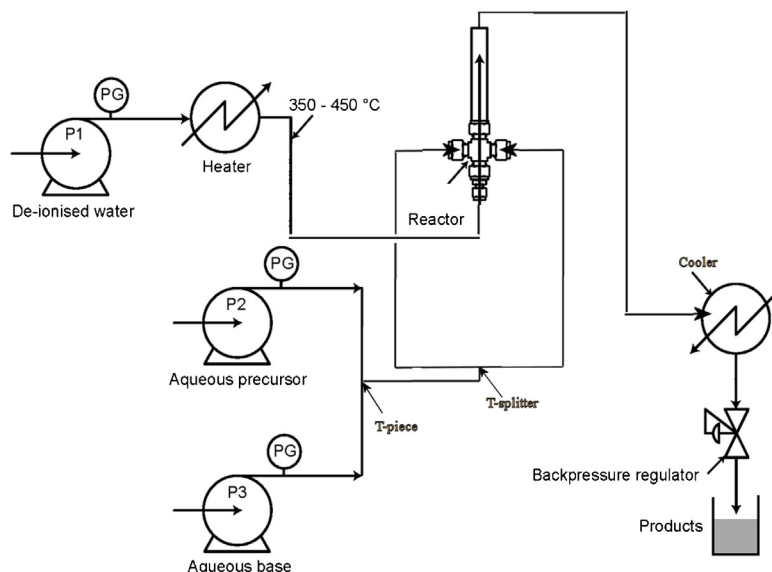 PG
P1
De-ionised water
Heater
350 - 450 °C
Reactor
PG
P2
Aqueous precursor
T-piece
T-splitter
PG
P3
Aqueous base
Cooler
Backpressure regulator
Products